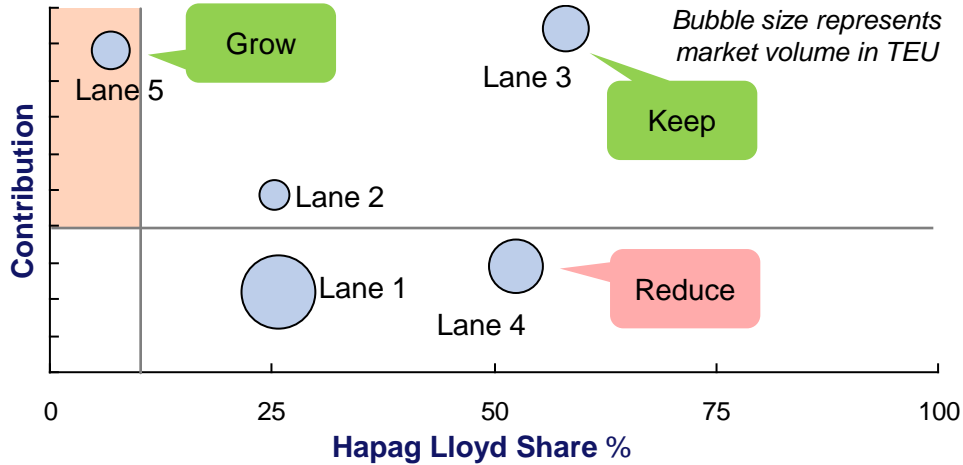 Bubble size represents
market volume in TEU
Grow
Lane 5
Lane 3
Keep
Contribution
Lane 2
Lane 1
Lane 4
Reduce
0 25 50 75 100
Hapag Lloyd Share %